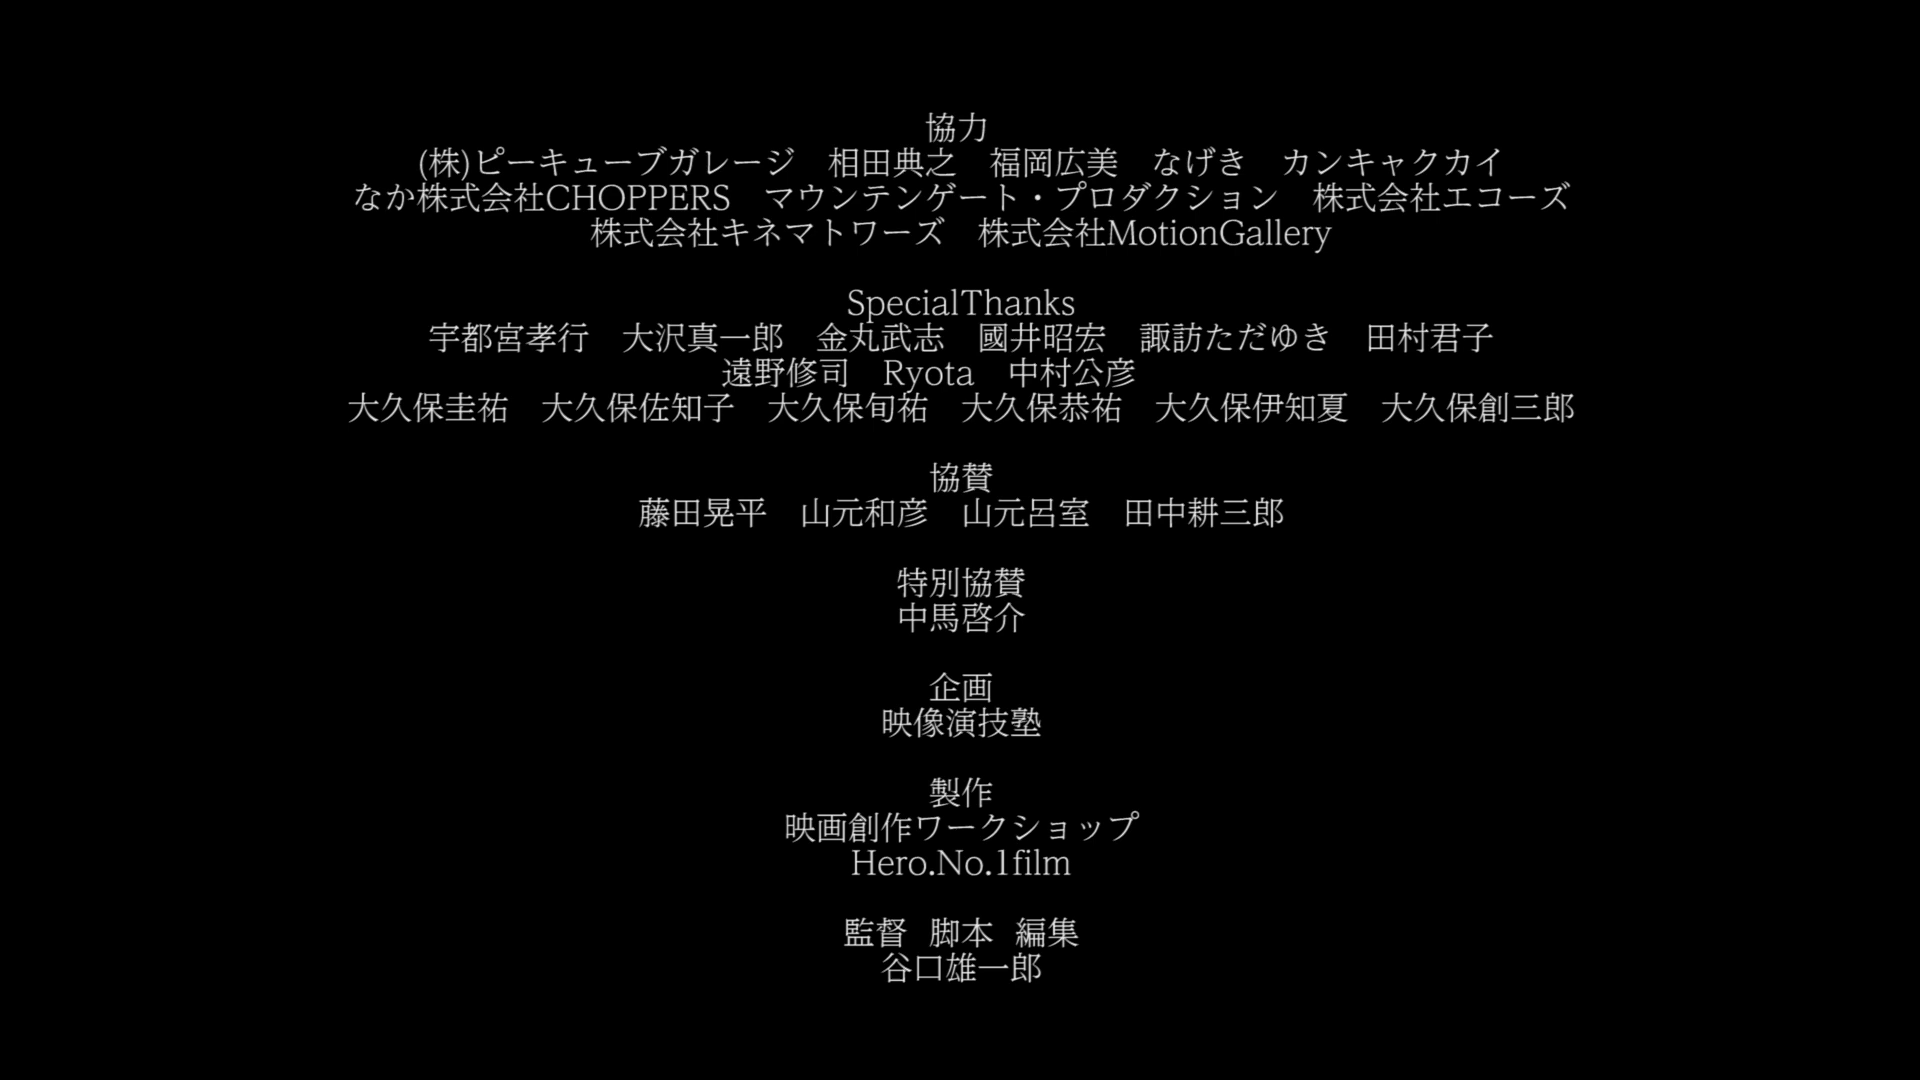 協力
(株)ピーキューブガレージ　相田典之　福岡広美　なげき　カンキャクカイ
なか株式会社CHOPPERS　マウンテンゲート・プロダクション　株式会社エコーズ
株式会社キネマトワーズ　株式会社MotionGallery
SpecialThanks
宇都宮孝行　大沢真一郎　金丸武志　國井昭宏　諏訪ただゆき　田村君子
遠野修司　Ryota　中村公彦
大久保圭祐　大久保佐知子　大久保旬祐　大久保恭祐　大久保伊知夏　大久保創三郎
協賛
藤田晃平　山元和彦　山元呂室　田中耕三郎
特別協賛
中馬啓介
企画
映像演技塾
製作
映画創作ワークショップ
Hero.No.1film
監督 脚本 編集
谷口雄一郎